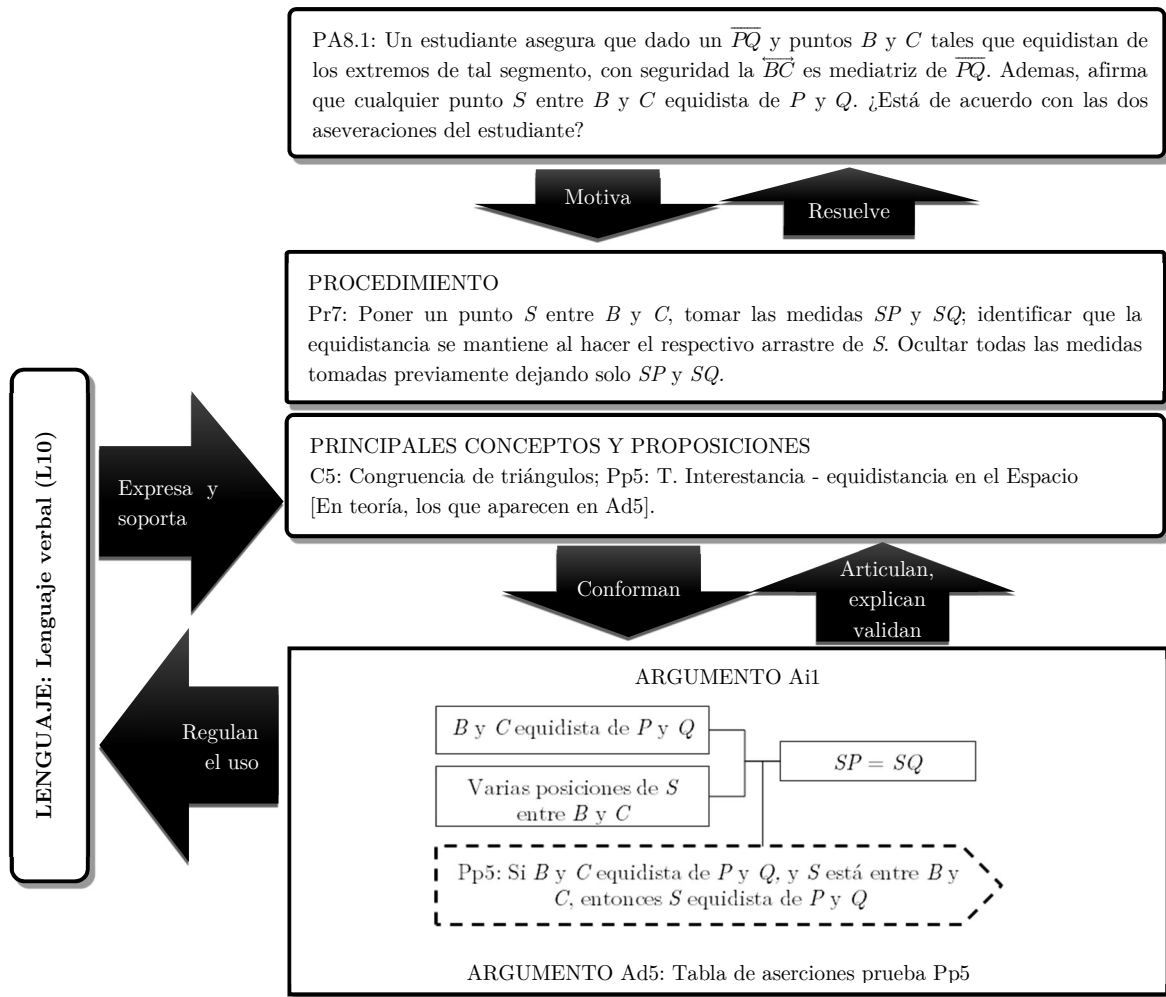 PA8.1: Un estudiante asegura que dado un PQ y puntos B y C tales que equidistan de
los extremos de tal segmento, con seguridad la BC es mediatriz de PQ. Ademas, afirma
que cualquier punto S entre B y C equidista de P y Q. ¿Está de acuerdo con las dos
aseveraciones del estudiante?
Motiva
Resuelve
PROCEDIMIENTO
Pr7: Poner un punto S entre B y C, tomar las medidas SP y SQ; identificar que la
equidistancia se mantiene al hacer el respectivo arrastre de S. Ocultar todas las medidas
tomadas previamente dejando solo SP y SQ.
LENGUAJE: Lenguaje verbal (L10)
Expresa y
soporta
PRINCIPALES CONCEPTOS Y PROPOSICIONES
C5: Congruencia de triángulos; Pp5: T. Interestancia - equidistancia en el Espacio
[En teoría, los que aparecen en Ad5].
Conforman
Articulan,
explican
validan
Regulan
el uso
ARGUMENTO Ai1
B y C equidista de P y Q
Varias posiciones de S
entre B y C
SP = SQ
Pp5: Si B y C equidista de P y Q, y S está entre B y
C, entonces S equidista de P y Q
ARGUMENTO Ad5: Tabla de aserciones prueba Pp5